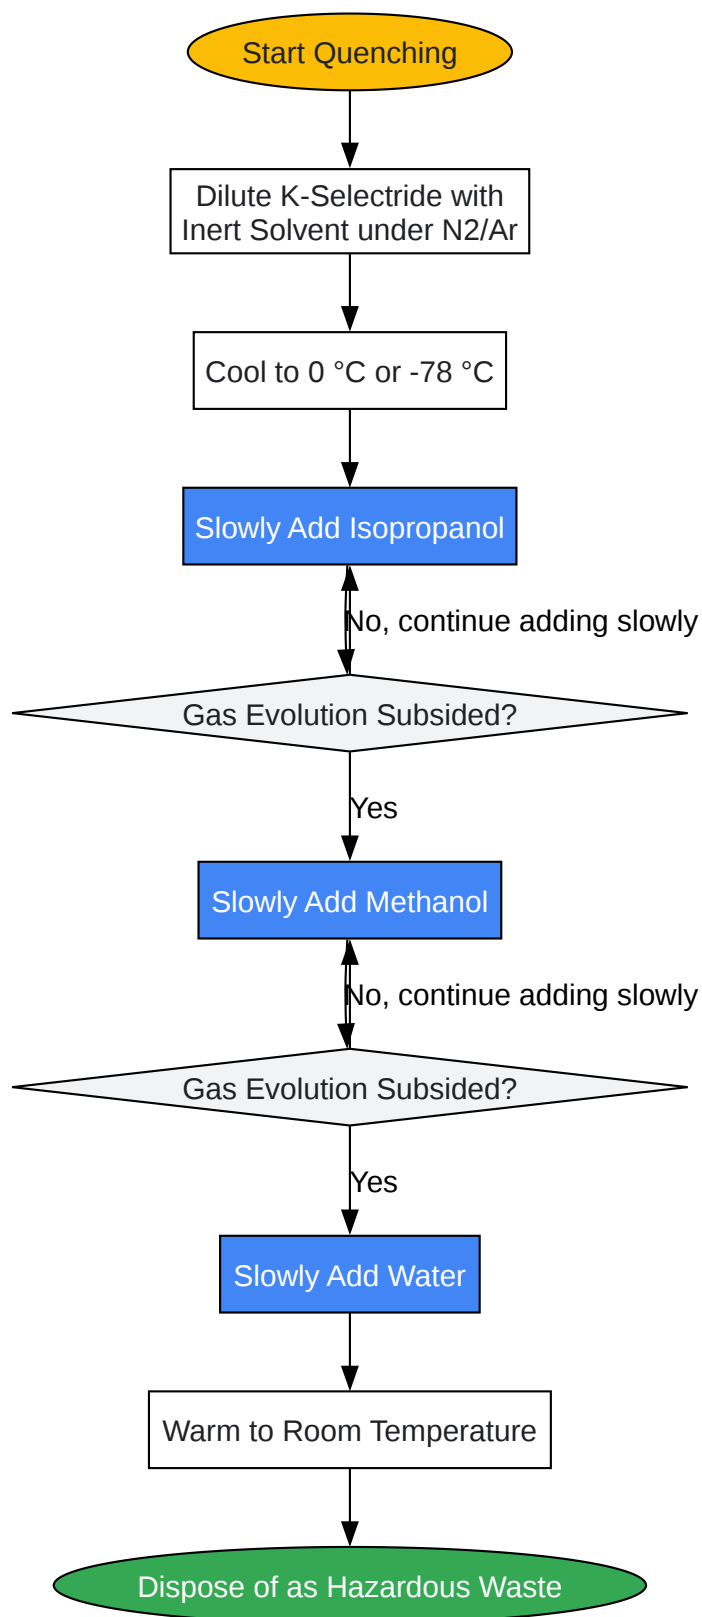 Start Quenching
Dilute K-Selectride with
Inert Solvent under N2/Ar
Cool to 0 °C or -78 °C
Slowly Add Isopropanol
No, continue adding slowly
Gas Evolution Subsided?
Yes
Slowly Add Methanol
No, continue adding slowly
Gas Evolution Subsided?
Yes
Slowly Add Water
Warm to Room Temperature
Dispose of as Hazardous Waste